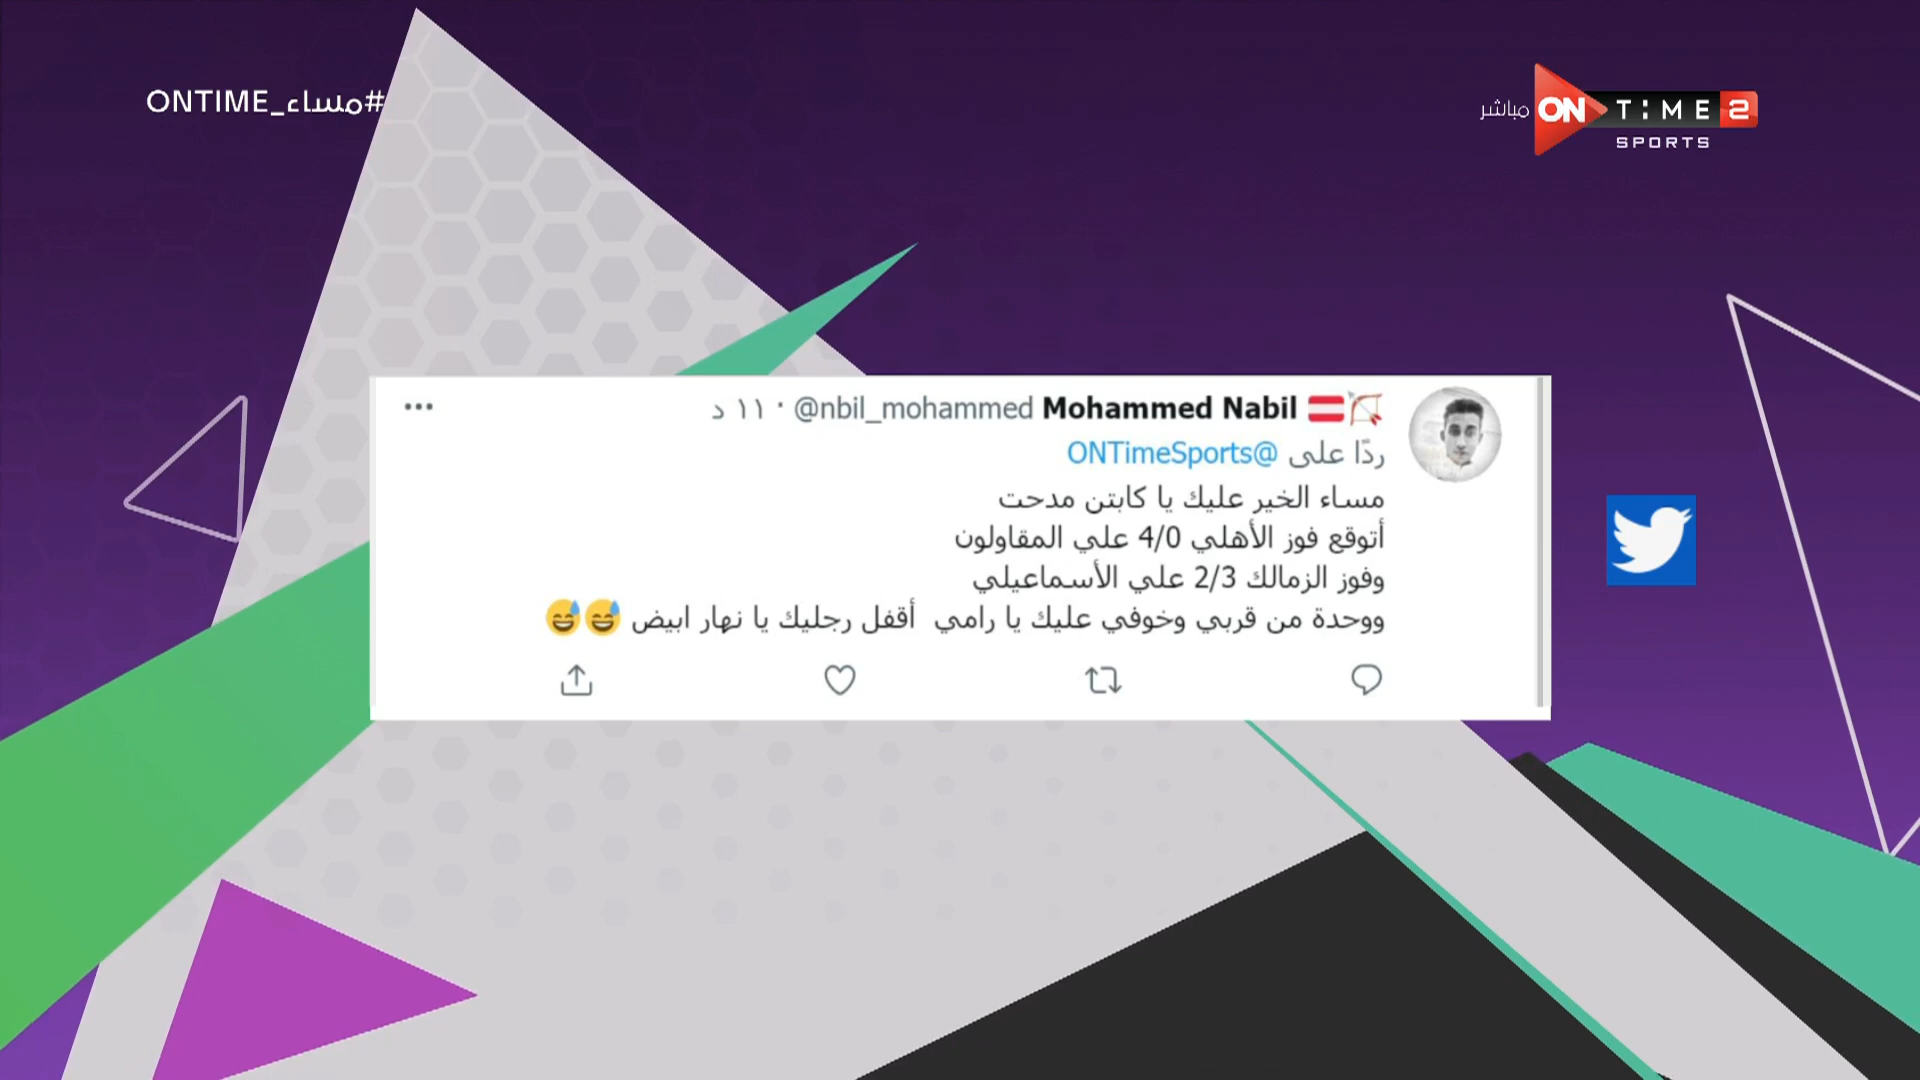 #مساء_ONTIME
مباشر ON TIME 2
SPORTS
Mohammed Nabil @nbil_mohammed · ١١ د
ردًا على @ONTimeSports
مساء الخير عليك يا كابتن مدحت
أتوقع فوز الأهلي 4/0 علي المقاولون
وفوز الزمالك 2/3 علي الأسماعيلي
ووحدة من قربي وخوفي عليك يا رامي أقفل رجليك يا نهار ابيض 😅😅